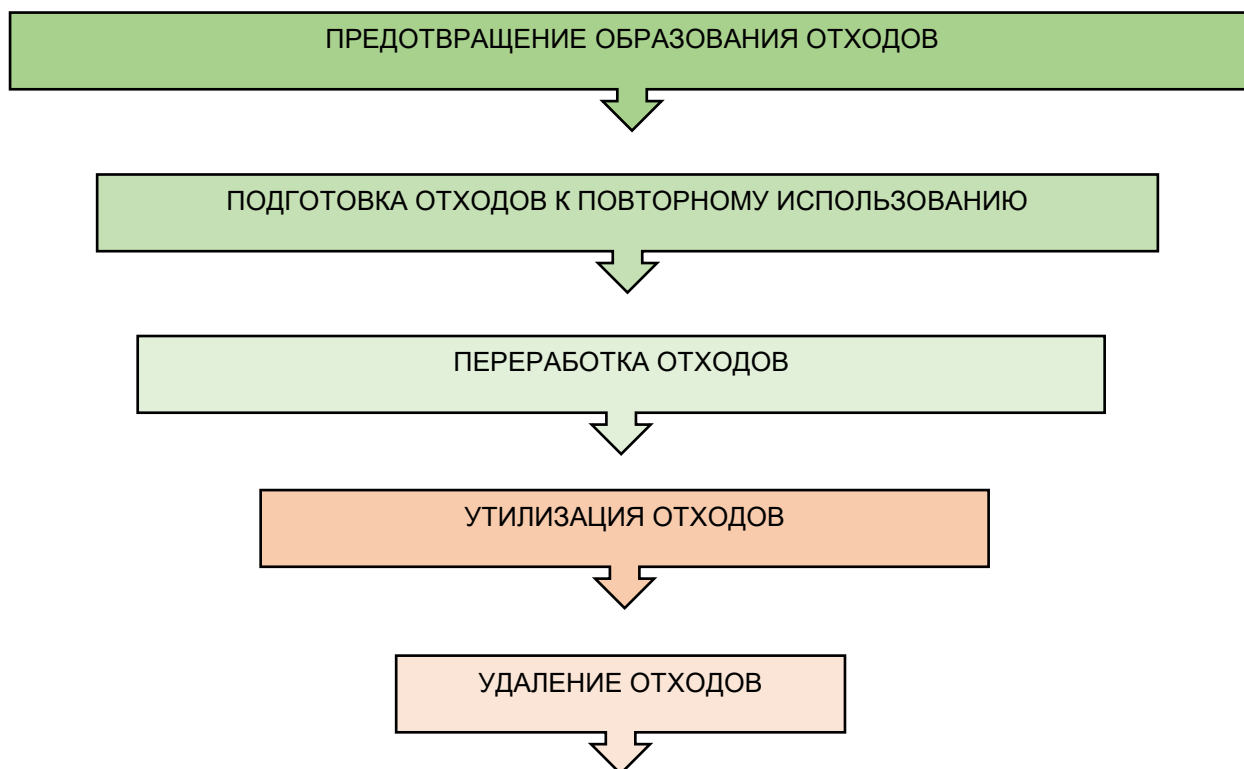 ПРЕДОТВРАЩЕНИЕ ОБРАЗОВАНИЯ ОТХОДОВ
ПОДГОТОВКА ОТХОДОВ К ПОВТОРНОМУ ИСПОЛЬЗОВАНИЮ
ПЕРЕРАБОТКА ОТХОДОВ
УТИЛИЗАЦИЯ ОТХОДОВ
УДАЛЕНИЕ ОТХОДОВ